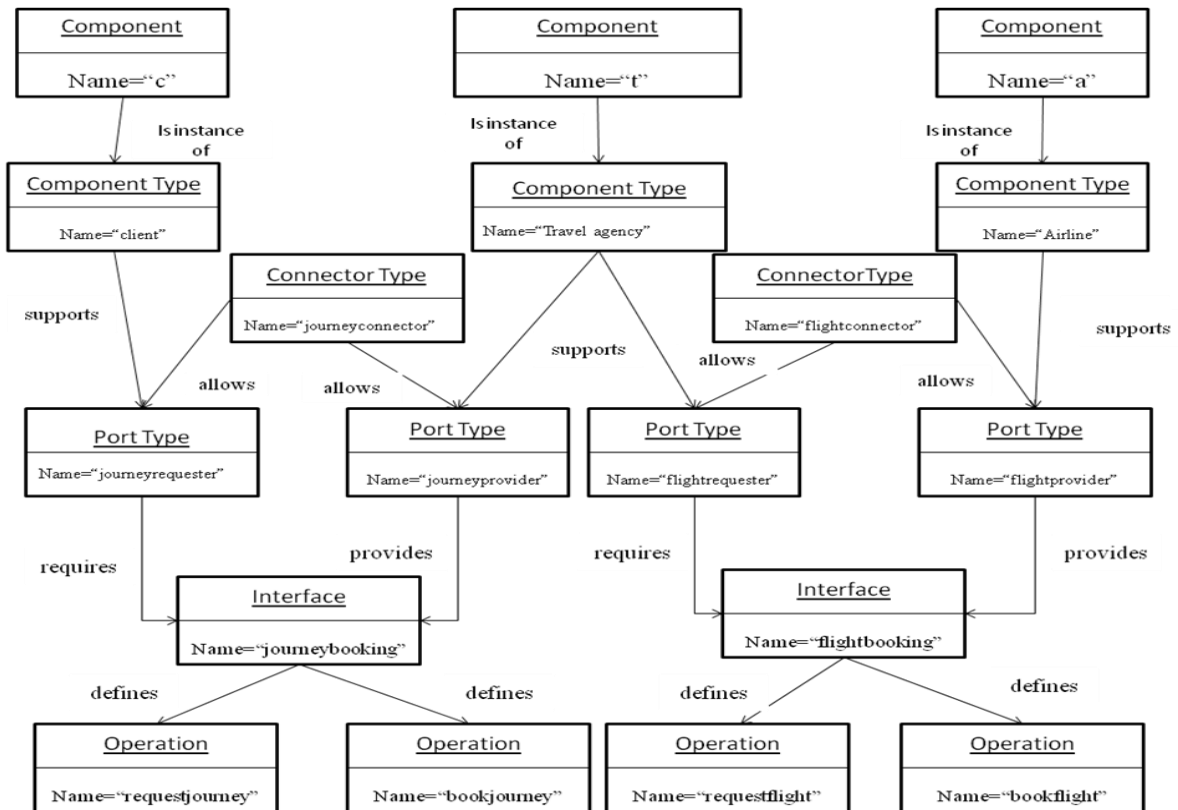 Component
Name=“c”
Component
Name=“t”
Component
Name=“a”
Is instance
of
Is instance
of
Is instance
of
Component Type
Name=“client”
Component Type
Name=“Travel agency”
Component Type
Name=“Airline”
Connector Type
Name=“journeyconnector”
ConnectorType
Name=“flightconnector”
supports
supports
supports
allows
allows
allows
allows
Port Type
Name=“journeyrequester”
Port Type
Name=“journeyprovider”
Port Type
Name=“flightrequester”
Port Type
Name=“flightprovider”
requires
provides
requires
provides
Interface
Name=“journeybooking”
Interface
Name=“flightbooking”
defines
defines
defines
defines
Operation
Name=“requestjourney”
Operation
Name=“bookjourney”
Operation
Name=“requestflight”
Operation
Name=“bookflight”